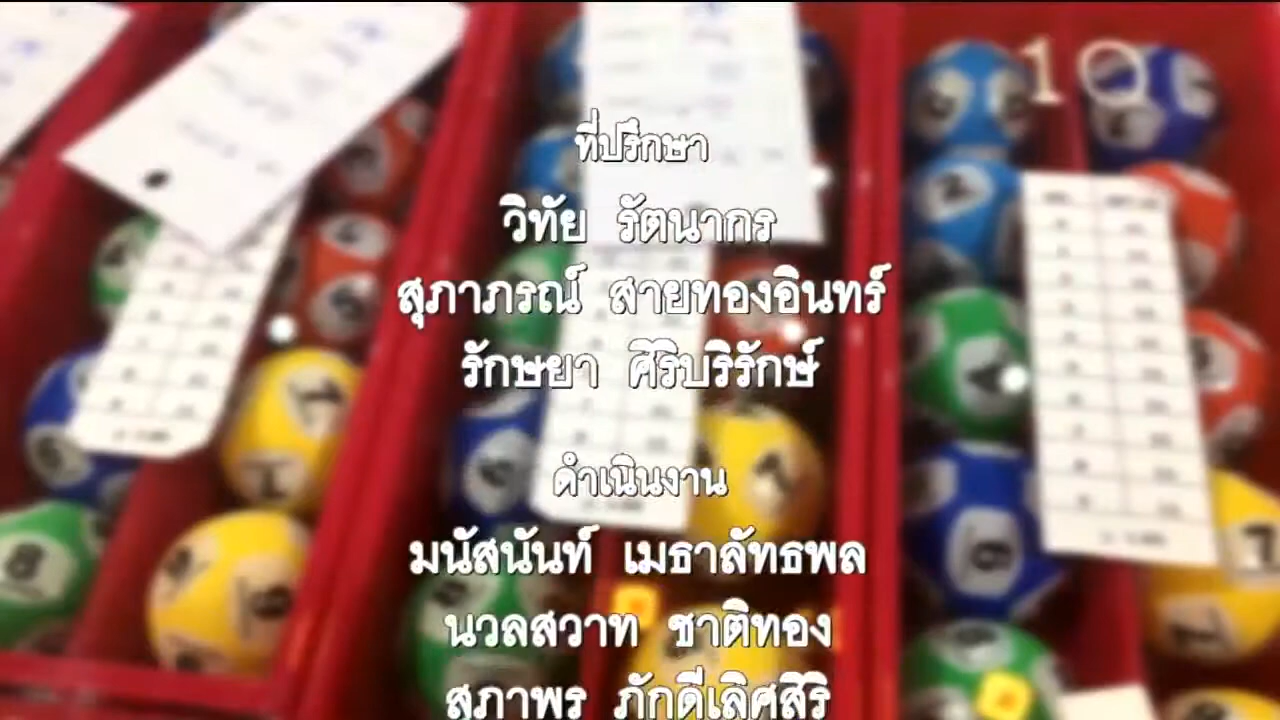 10
ที่ปรึกษา
วิทัย รัตนากร
สุภาภรณ์ สายทองอินทร์
รักษยา ศิริบริรักษ์
ดำเนินงาน
มนัสนันท์ เมธาลัทธพล
นวลสวาท ชาติทอง
สุภาพร ภักดีเลิศสิริ